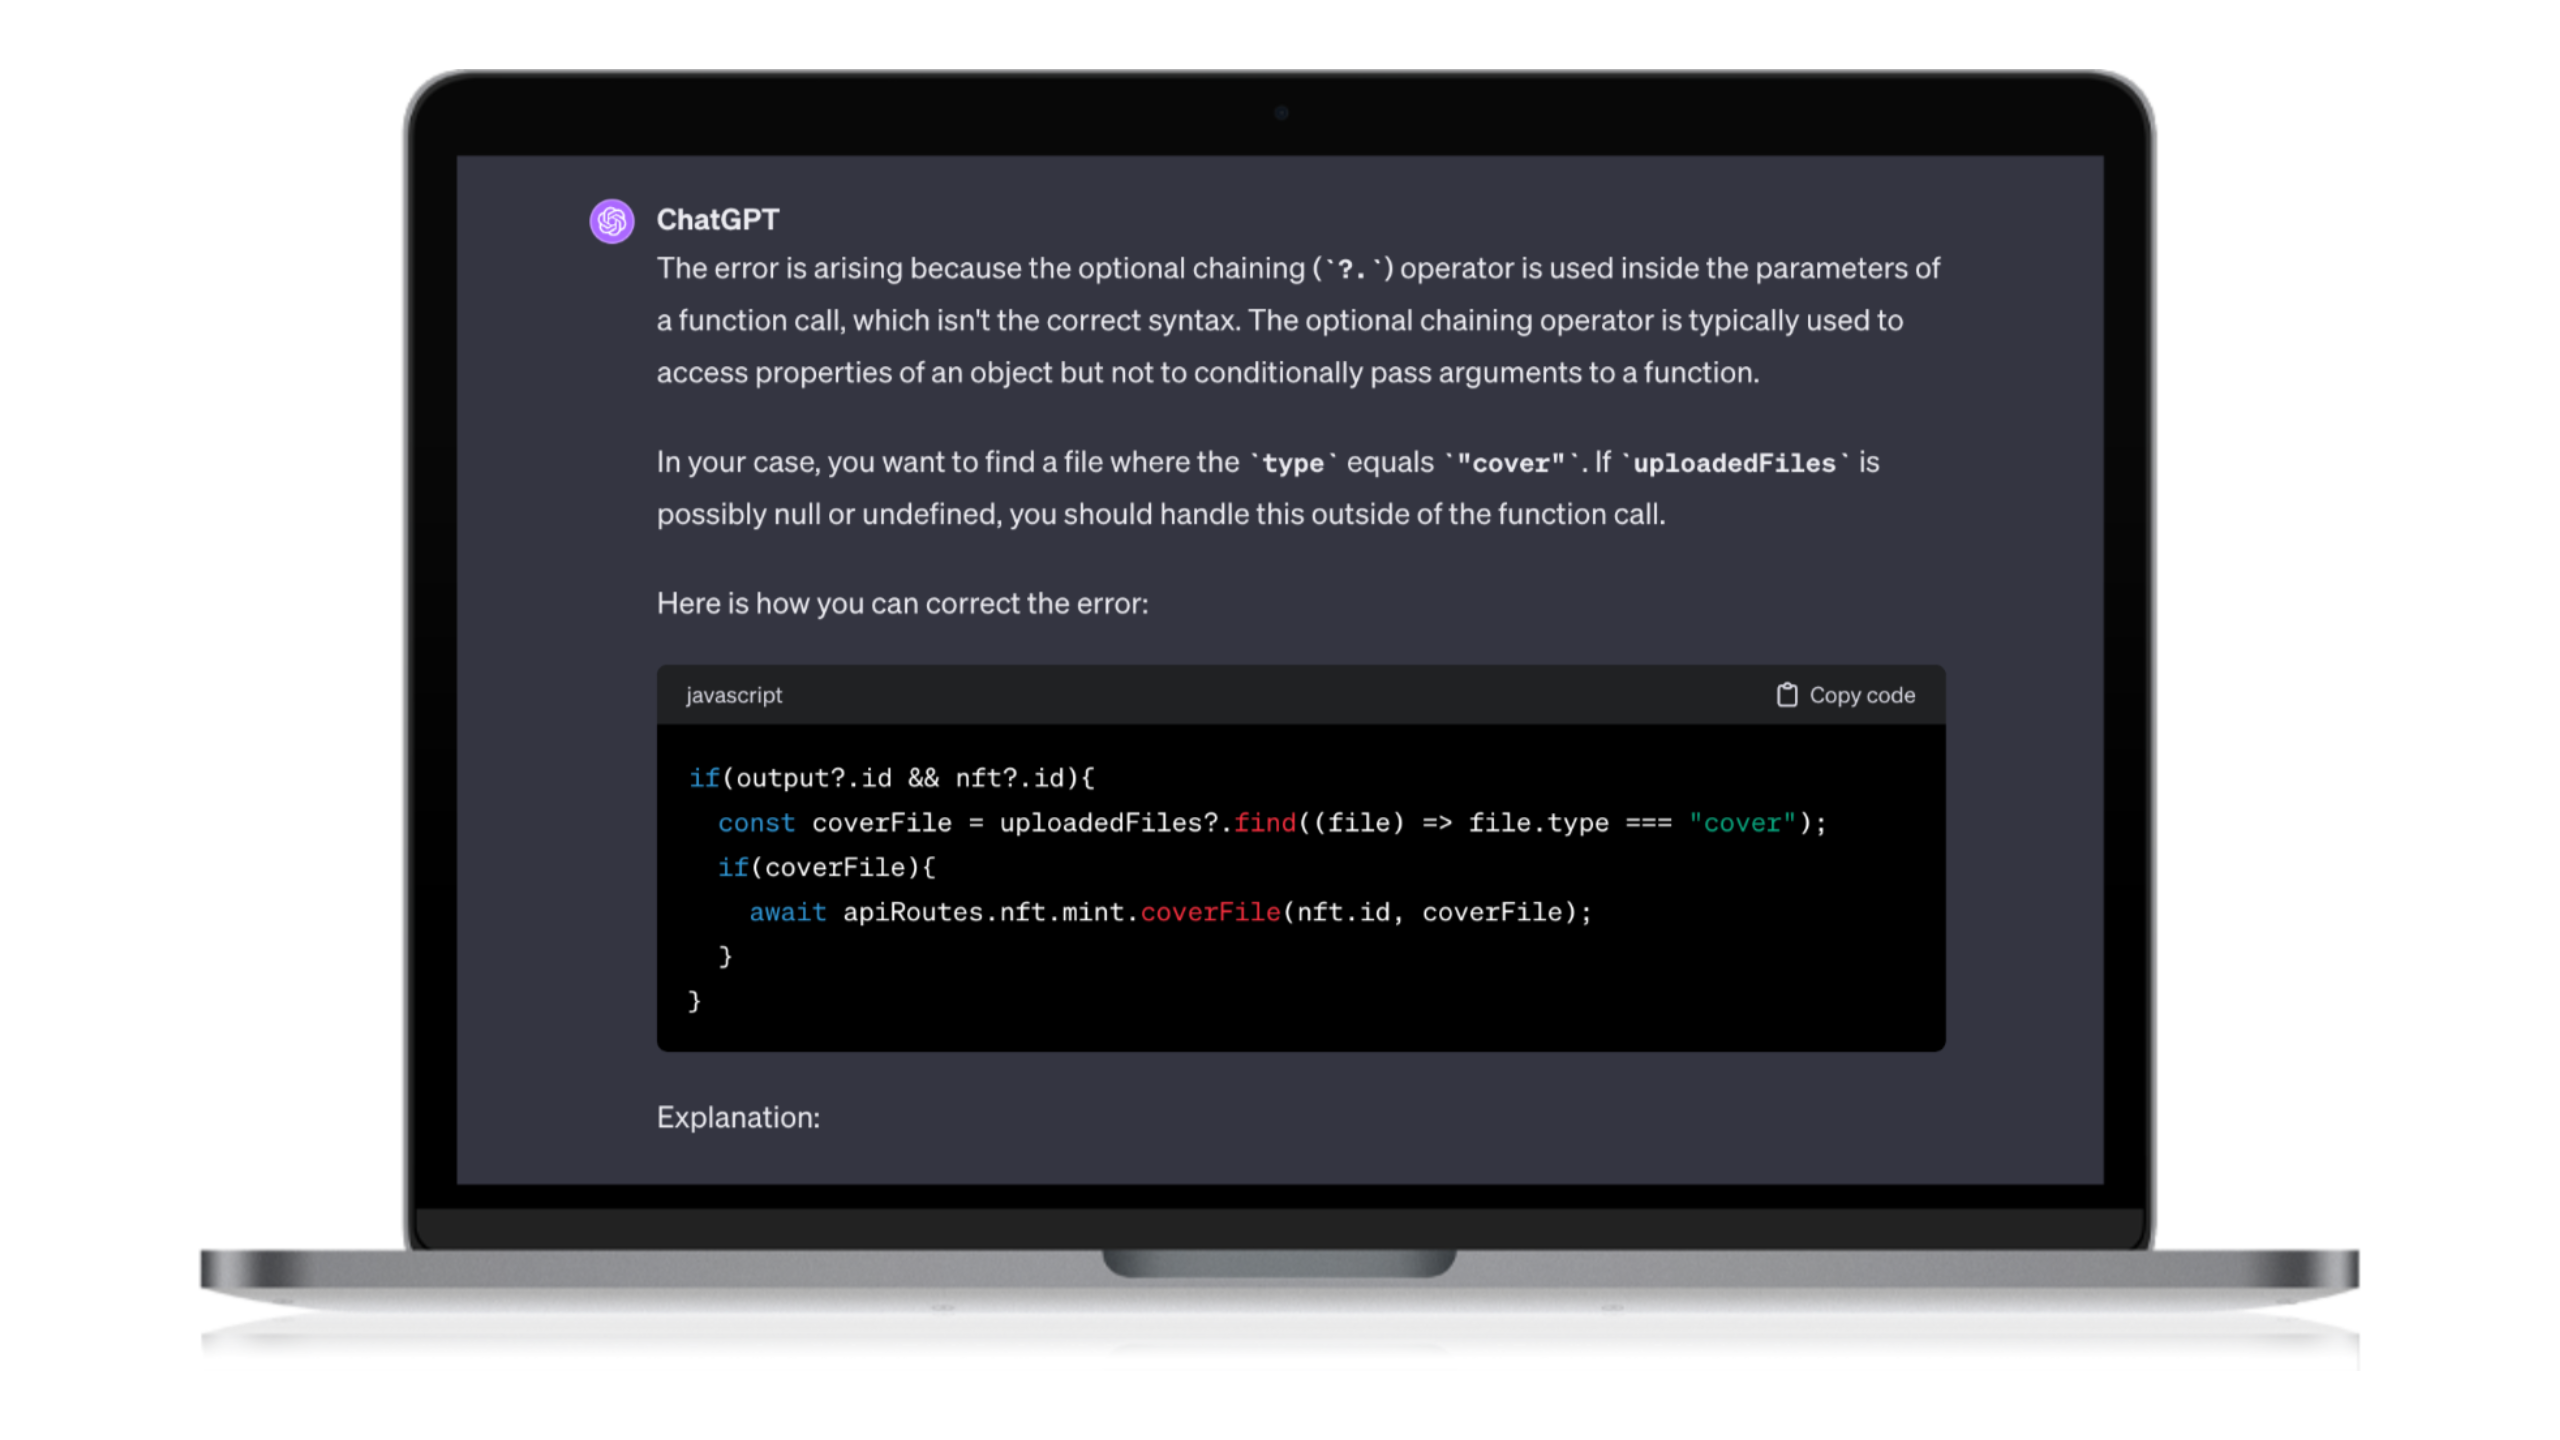 ChatGPT
The error is arising because the optional chaining (`?.`) operator is used inside the parameters of
a function call, which isn't the correct syntax. The optional chaining operator is typically used to
access properties of an object but not to conditionally pass arguments to a function.
In your case, you want to find a file where the `type` equals `"cover"`. If `uploadedFiles` is
possibly null or undefined, you should handle this outside of the function call.
Here is how you can correct the error:
javascript Copy code
if(output?.id && nft?.id){
  const coverFile = uploadedFiles?.find((file) => file.type === "cover");
  if(coverFile){
    await apiRoutes.nft.mint.coverFile(nft.id, coverFile);
  }
}
Explanation: